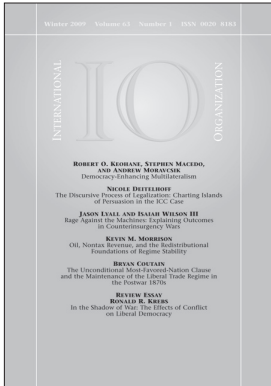 Winter 2009 Volume 63 Number 1 ISSN 0020 8183
INTERNATIONAL
IO
ORGANIZATION
ROBERT O. KEOHANE, STEPHEN MACEDO,
AND ANDREW MORAVCSIK
Democracy-Enhancing Multilateralism
NICOLE DEITELHOFF
The Discursive Process of Legalization: Charting Islands
of Persuasion in the ICC Case
JASON LYALL AND ISAIAH WILSON III
Rage Against the Machines: Explaining Outcomes
in Counterinsurgency Wars
KEVIN M. MORRISON
Oil, Nontax Revenue, and the Redistributional
Foundations of Regime Stability
BRYAN COUTAIN
The Unconditional Most-Favored-Nation Clause
and the Maintenance of the Liberal Trade Regime in
the Postwar 1870s
REVIEW ESSAY
RONALD R. KREBS
In the Shadow of War: The Effects of Conflict
on Liberal Democracy